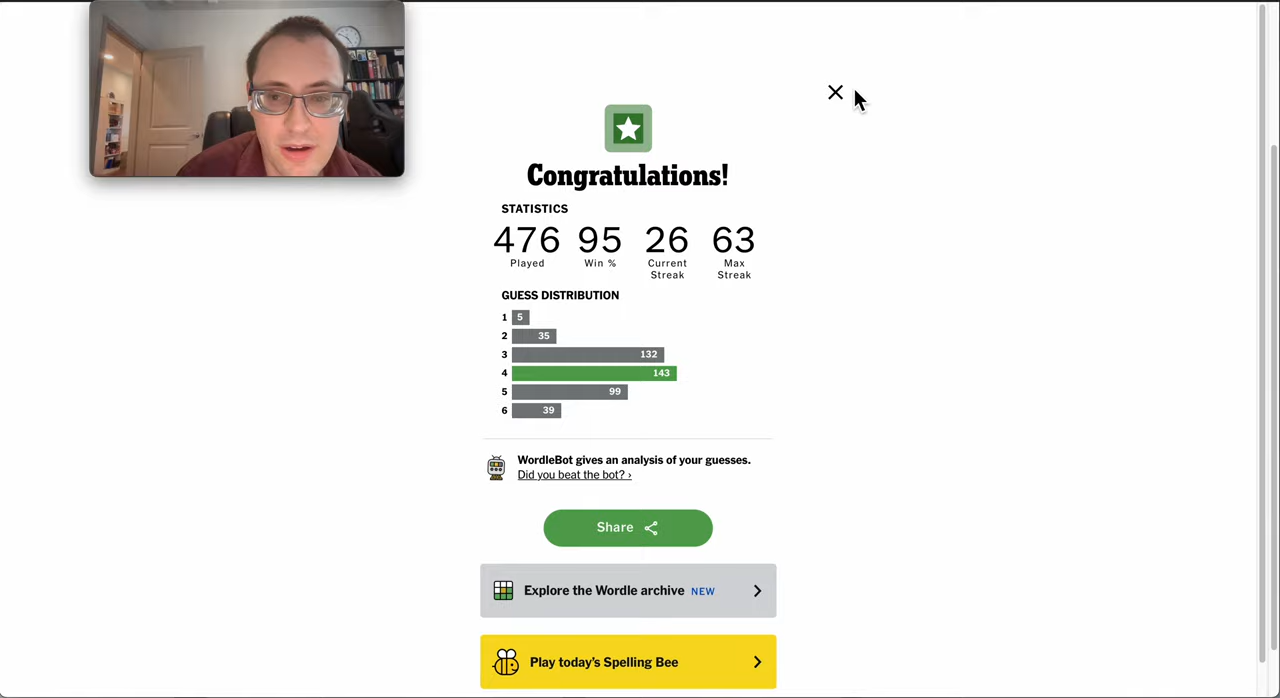 Congratulations!
STATISTICS
476 95 26 63
Played Win % Current Streak Max Streak
GUESS DISTRIBUTION
1 5
2 35
3 132
4 143
5 99
6 39
WordleBot gives an analysis of your guesses.
Did you beat the bot? ›
Share
Explore the Wordle archive NEW
Play today's Spelling Bee